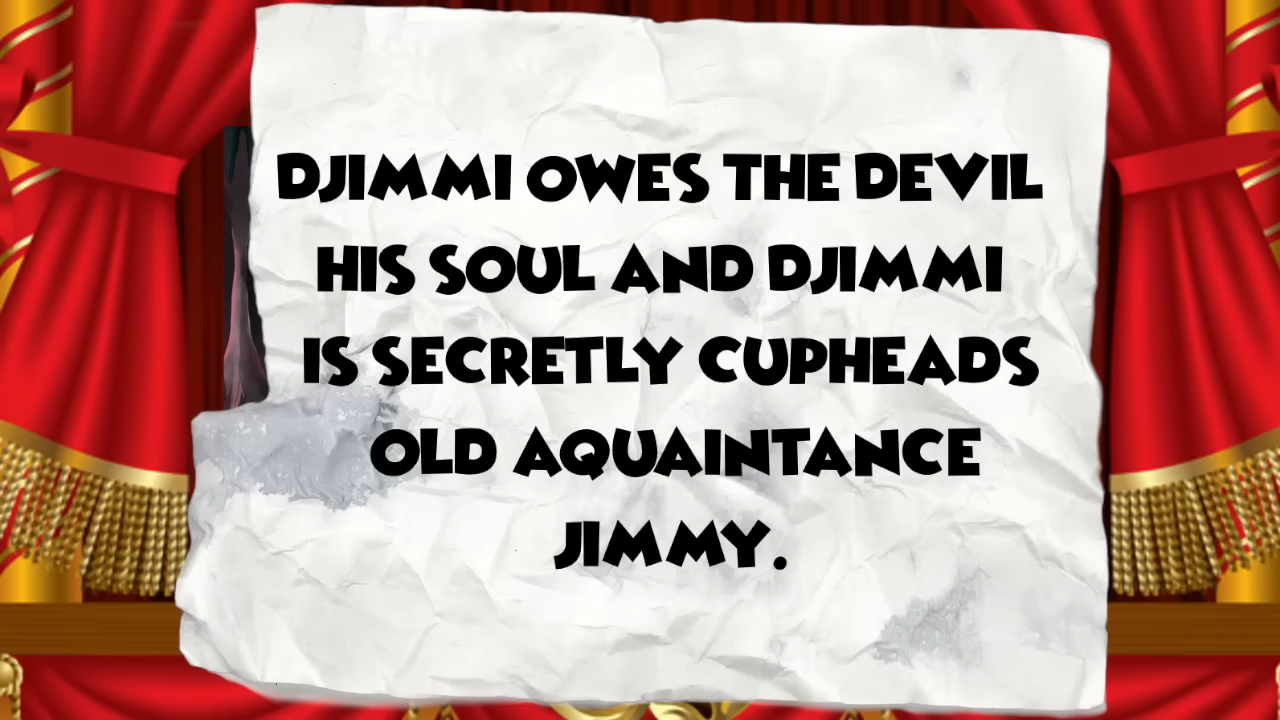 DJIMMI OWES THE DEVIL
HIS SOUL AND DJIMMI
IS SECRETLY CUPHEADS
OLD AQUAINTANCE
JIMMY.